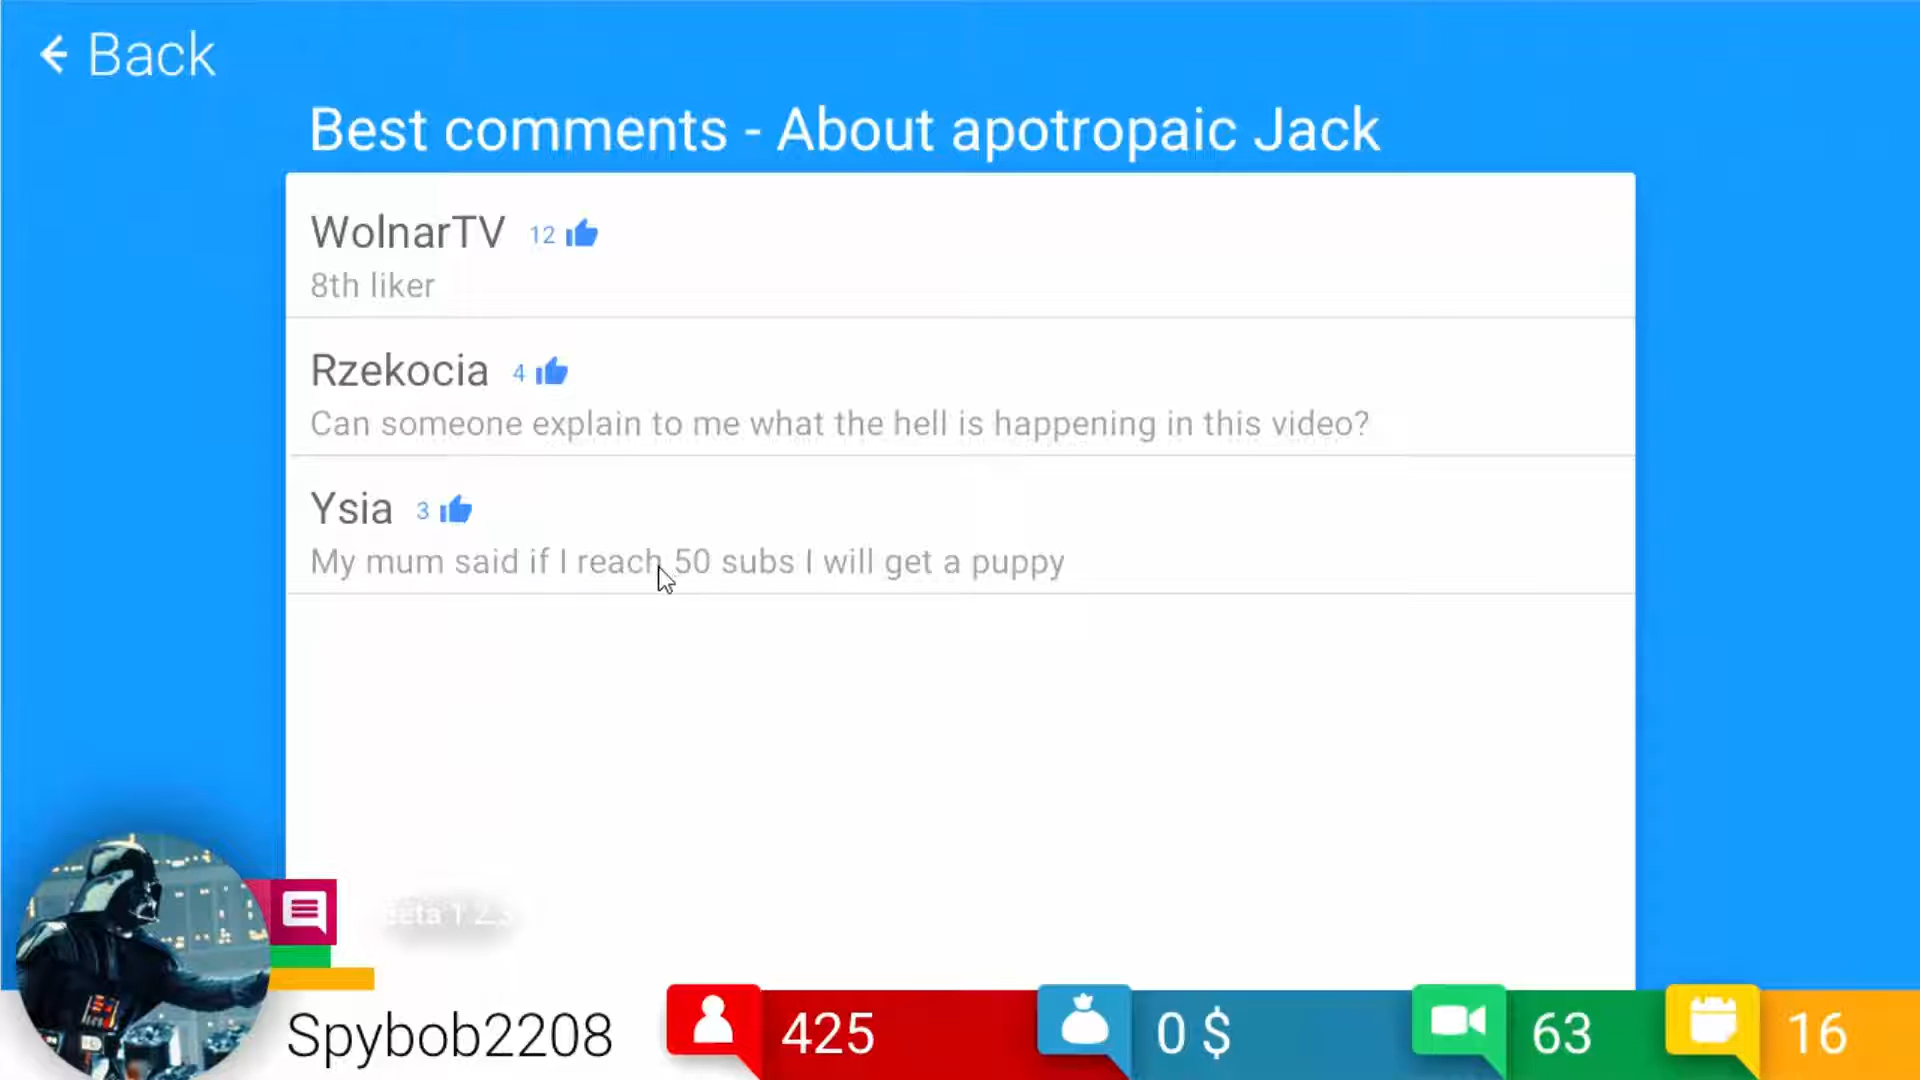 Back
Best comments - About apotropaic Jack
WolnarTV 12
8th liker
Rzekocia 4
Can someone explain to me what the hell is happening in this video?
Ysia 3
My mum said if I reach 50 subs I will get a puppy
Spybob2208
425
0 $
63
16